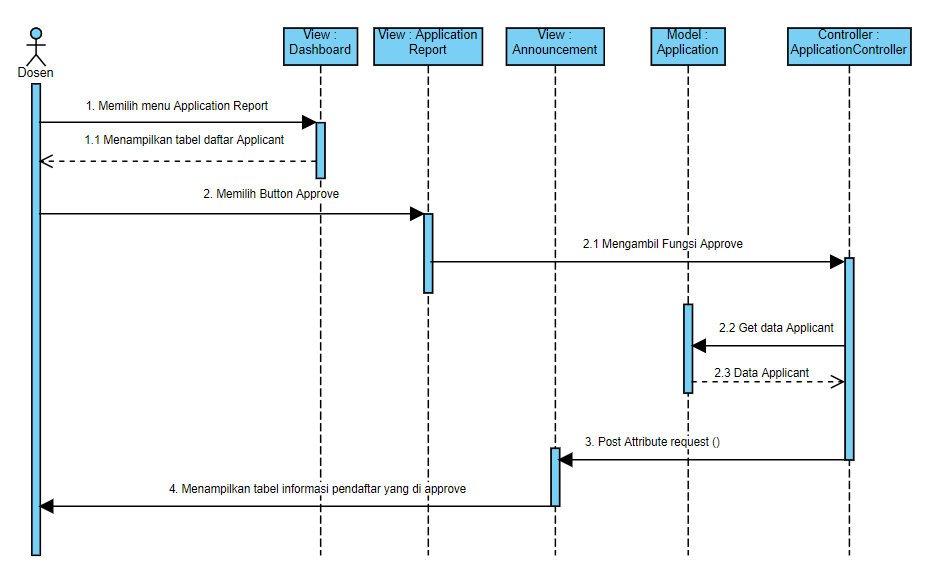 Dosen
View :
Dashboard
View : Application
Report
View :
Announcement
Model :
Application
Controller :
ApplicationController
1. Memilih menu Application Report
1.1 Menampilkan tabel daftar Applicant
2. Memilih Button Approve
2.1 Mengambil Fungsi Approve
2.2 Get data Applicant
2.3 Data Applicant
3. Post Attribute request ()
4. Menampilkan tabel informasi pendaftar yang di approve